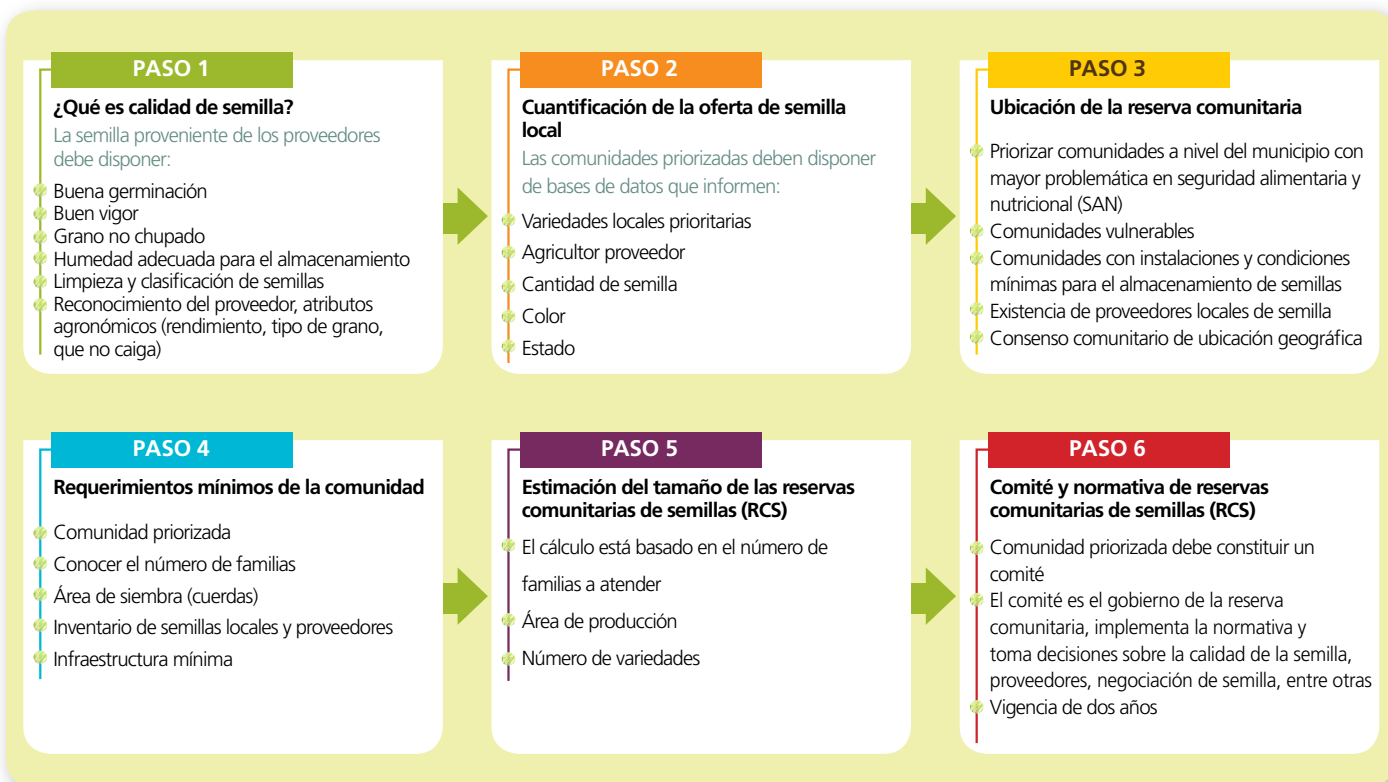 PASO 1
¿Qué es calidad de semilla?
La semilla proveniente de los proveedores
debe disponer:
Buena germinación
Buen vigor
Grano no chupado
Humedad adecuada para el almacenamiento
Limpieza y clasificación de semillas
Reconocimiento del proveedor, atributos
agronómicos (rendimiento, tipo de grano,
que no caiga)
PASO 2
Cuantificación de la oferta de semilla
local
Las comunidades priorizadas deben disponer
de bases de datos que informen:
Variedades locales prioritarias
Agricultor proveedor
Cantidad de semilla
Color
Estado
PASO 3
Ubicación de la reserva comunitaria
Priorizar comunidades a nivel del municipio con
mayor problemática en seguridad alimentaria y
nutricional (SAN)
Comunidades vulnerables
Comunidades con instalaciones y condiciones
mínimas para el almacenamiento de semillas
Existencia de proveedores locales de semilla
Consenso comunitario de ubicación geográfica
PASO 4
Requerimientos mínimos de la comunidad
Comunidad priorizada
Conocer el número de familias
Área de siembra (cuerdas)
Inventario de semillas locales y proveedores
Infraestructura mínima
PASO 5
Estimación del tamaño de las reservas
comunitarias de semillas (RCS)
El cálculo está basado en el número de
familias a atender
Área de producción
Número de variedades
PASO 6
Comité y normativa de reservas
comunitarias de semillas (RCS)
Comunidad priorizada debe constituir un
comité
El comité es el gobierno de la reserva
comunitaria, implementa la normativa y
toma decisiones sobre la calidad de la semilla,
proveedores, negociación de semilla, entre otras
Vigencia de dos años